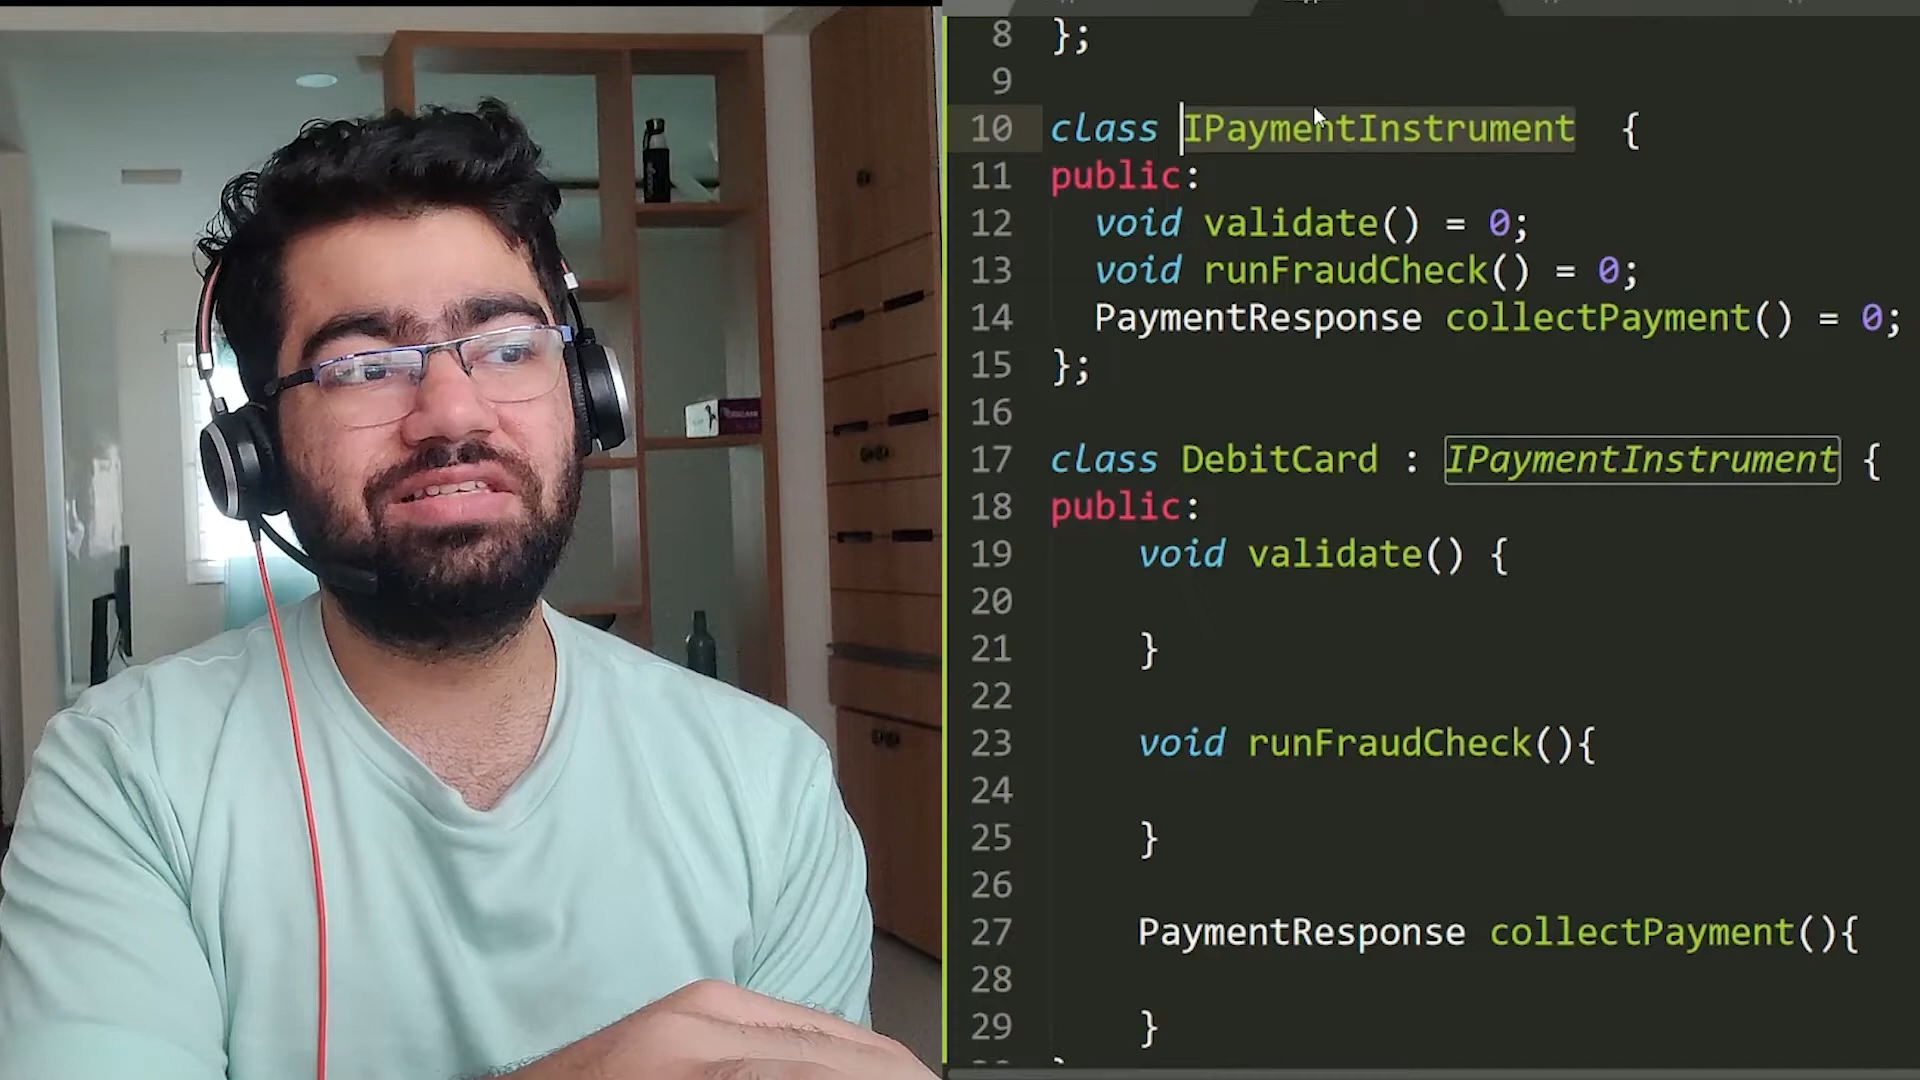 8 };
9
10 class IPaymentInstrument {
11 public:
12 void validate() = 0;
13 void runFraudCheck() = 0;
14 PaymentResponse collectPayment() = 0;
15 };
16
17 class DebitCard : IPaymentInstrument {
18 public:
19 void validate() {
20
21 }
22
23 void runFraudCheck(){
24
25 }
26
27 PaymentResponse collectPayment(){
28
29 }